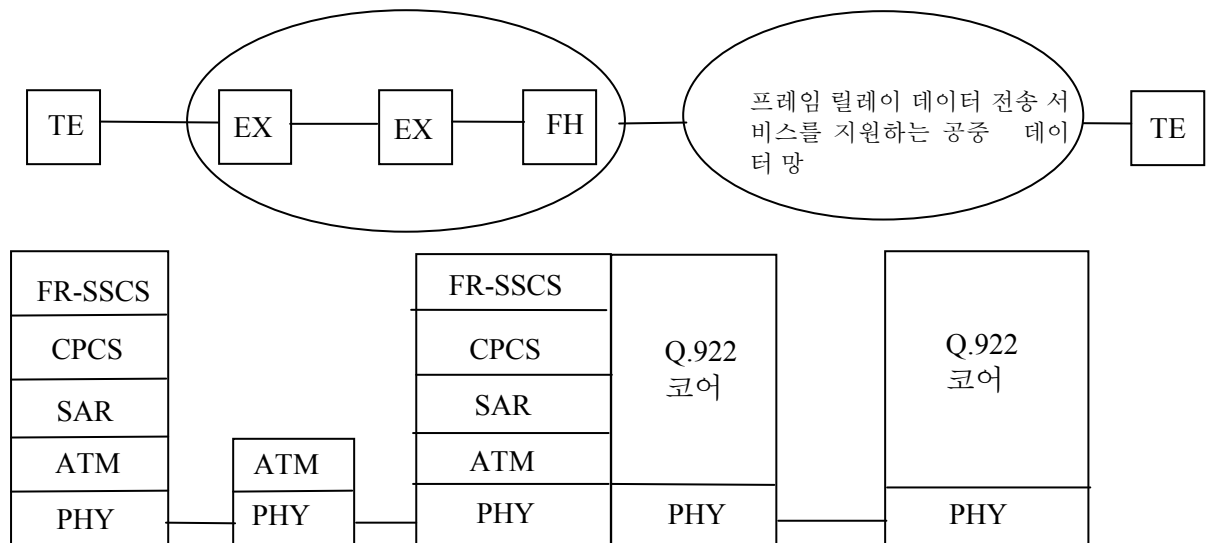 TE
EX
EX
FH
프레임 릴레이 데이터 전송 서
비스를 지원하는 공중 데이
터 망
TE
FR-SSCS
CPCS
SAR
ATM
PHY
ATM
PHY
FR-SSCS
CPCS
SAR
ATM
PHY
Q.922
코어
PHY
Q.922
코어
PHY